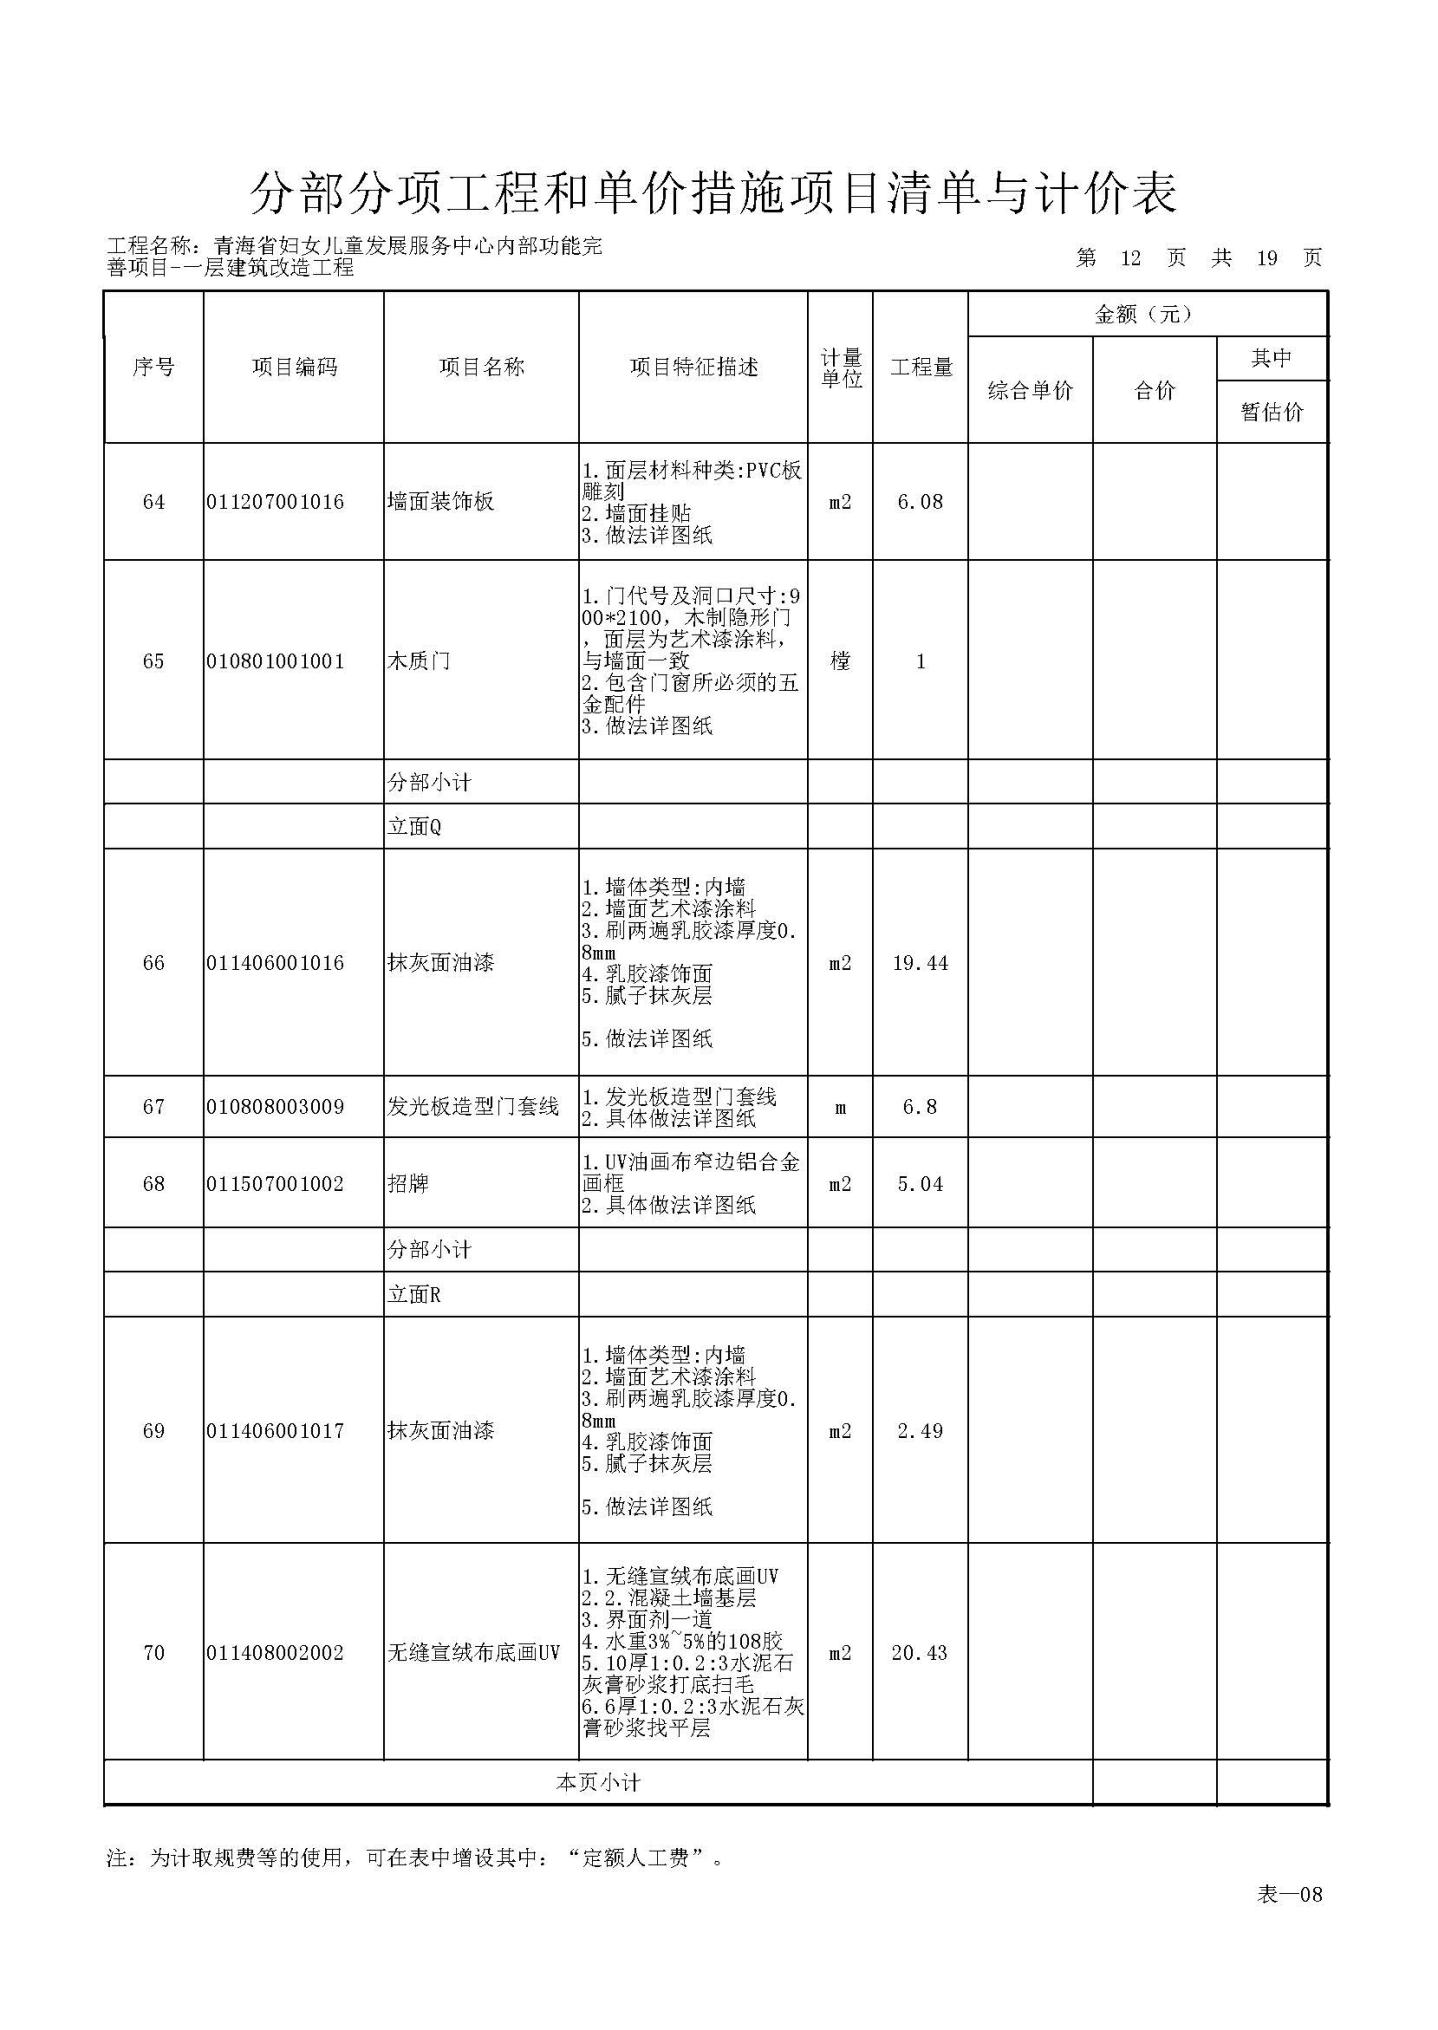 分部分项工程和单价措施项目清单与计价表
工程名称：青海省妇女儿童发展服务中心内部功能完
善项目-一层建筑改造工程
第 12 页 共 19 页
序号
项目编码
项目名称
项目特征描述
计量
单位
工程量
金额（元）
综合单价
合价
其中
暂估价
64
011207001016
墙面装饰板
1.面层材料种类:PVC板
雕刻
2.墙面挂贴
3.做法详图纸
m2
6.08
65
010801001001
木质门
1.门代号及洞口尺寸:9
00*2100，木制隐形门
，面层为艺术漆涂料，
与墙面一致
2.包含门窗所必须的五
金配件
3.做法详图纸
樘
1
分部小计
立面Q
66
011406001016
抹灰面油漆
1.墙体类型:内墙
2.墙面艺术漆涂料
3.刷两遍乳胶漆厚度0.
8mm
4.乳胶漆饰面
5.腻子抹灰层
5.做法详图纸
m2
19.44
67
010808003009
发光板造型门套线
1.发光板造型门套线
2.具体做法详图纸
m
6.8
68
011507001002
招牌
1.UV油画布窄边铝合金
画框
2.具体做法详图纸
m2
5.04
分部小计
立面R
69
011406001017
抹灰面油漆
1.墙体类型:内墙
2.墙面艺术漆涂料
3.刷两遍乳胶漆厚度0.
8mm
4.乳胶漆饰面
5.腻子抹灰层
5.做法详图纸
m2
2.49
70
011408002002
无缝宣绒布底画UV
1.无缝宣绒布底画UV
2.2.混凝土墙基层
3.界面剂一道
4.水重3%~5%的108胶
5.10厚1:0.2:3水泥石
灰膏砂浆打底扫毛
6.6厚1:0.2:3水泥石灰
膏砂浆找平层
m2
20.43
本页小计
注：为计取规费等的使用，可在表中增设其中：“定额人工费”。
表—08